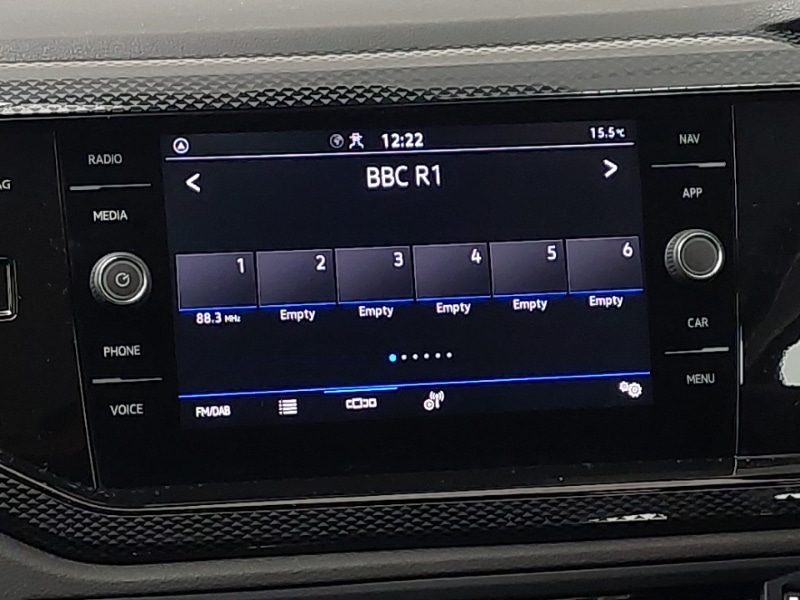 12:22
15.5°C
RADIO
MEDIA
PHONE
VOICE
< BBC R1 >
1 2 3 4 5 6
88.3 MHz Empty Empty Empty Empty Empty
FM/DAB
NAV
APP
CAR
MENU